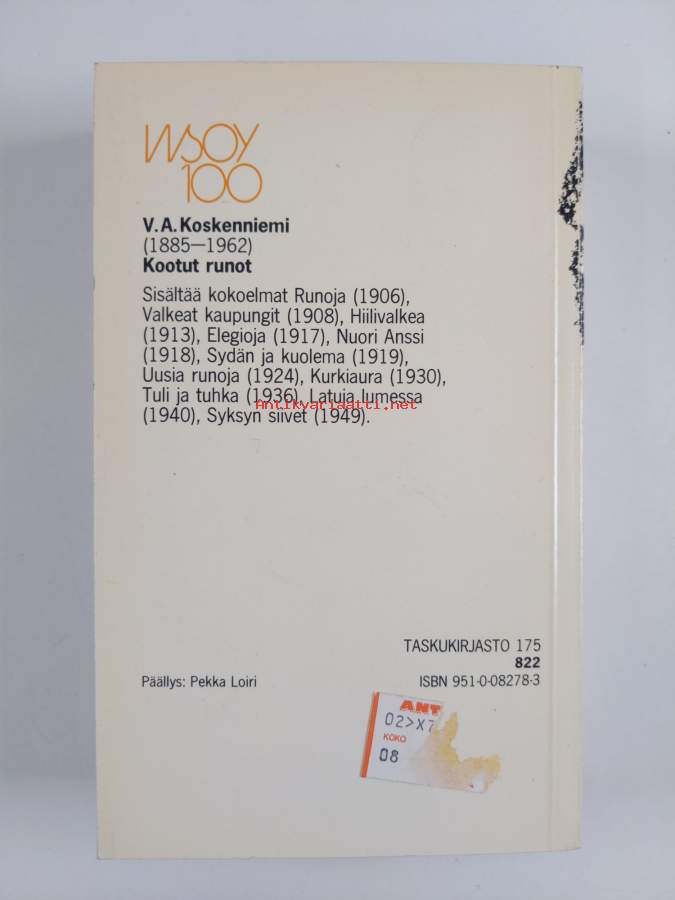 WSOY
100
V.A.Koskenniemi
(1885—1962)
Kootut runot
Sisältää kokoelmat Runoja (1906),
Valkeat kaupungit (1908), Hiilivalkea
(1913), Elegioja (1917), Nuori Anssi
(1918), Sydän ja kuolema (1919),
Uusia runoja (1924), Kurkiaura (1930),
Tuli ja tuhka (1936), Latuja lumessa
Antikvariaatti.net
(1940), Syksyn siivet (1949).
TASKUKIRJASTO 175
822
Päällys: Pekka Loiri
ISBN 951-0-08278-3
ANT
02>X7
KOKO
08